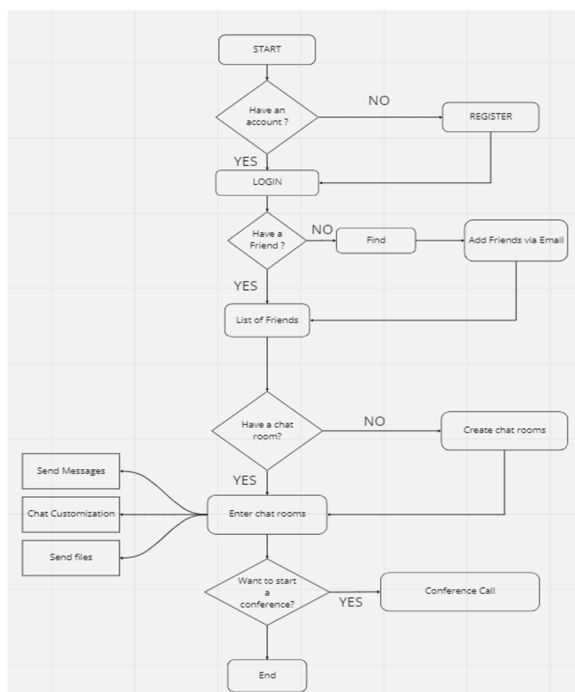 START
Have an
account ?
NO
REGISTER
YES
LOGIN
Have a
Friend ?
NO
Find
Add Friends via Email
YES
List of Friends
Have a chat
room?
NO
Create chat rooms
YES
Send Messages
Chat Customization
Send files
Enter chat rooms
Want to start
a
conference?
YES
Conference Call
End